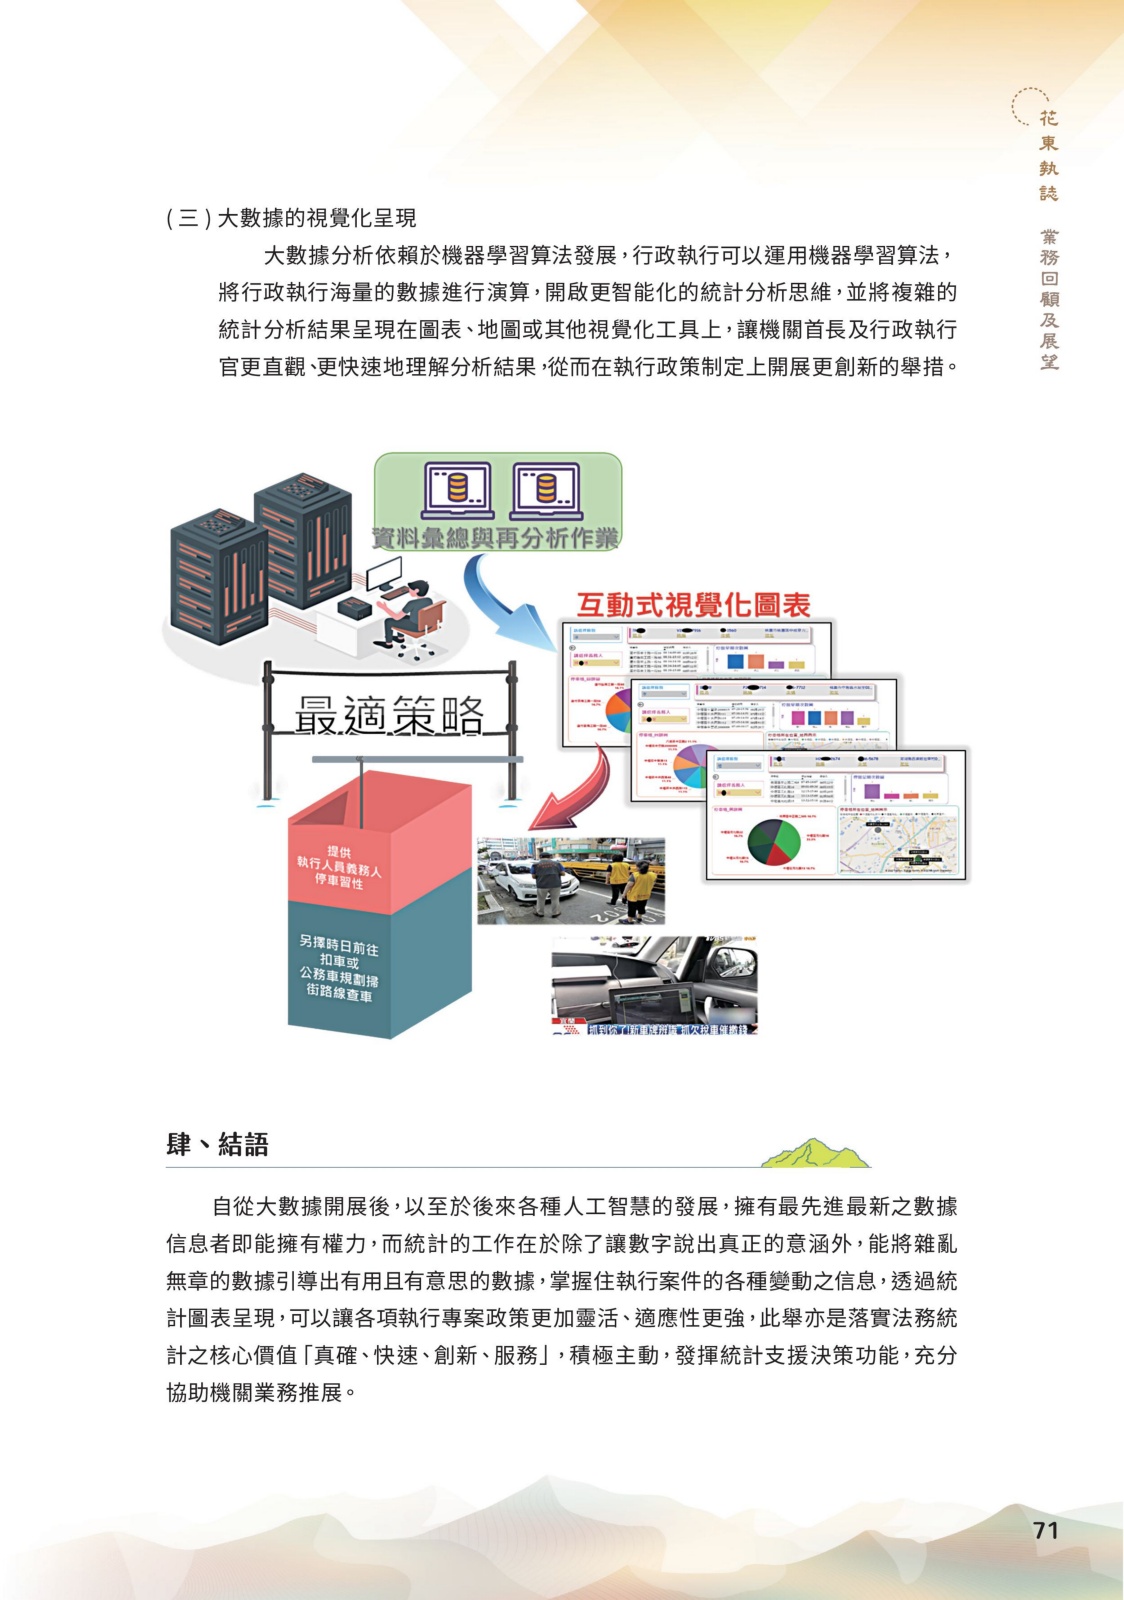 花東執誌 業務回顧及展望
(三)大數據的視覺化呈現
大數據分析依賴於機器學習算法發展，行政執行可以運用機器學習算法，
將行政執行海量的數據進行演算，開啟更智能化的統計分析思維，並將複雜的
統計分析結果呈現在圖表、地圖或其他視覺化工具上，讓機關首長及行政執行
官更直觀、更快速地理解分析結果，從而在執行政策制定上開展更創新的舉措。
資料彙總與再分析作業
互動式視覺化圖表
最適策略
提供
執行人員義務人
停車習性
另擇時日前往
扣車或
公務車規劃掃
街路線查車
抓到你了!新車牌辨識 抓欠稅車催繳錢
肆、結語
自從大數據開展後，以至於後來各種人工智慧的發展，擁有最先進最新之數據
信息者即能擁有權力，而統計的工作在於除了讓數字說出真正的意涵外，能將雜亂
無章的數據引導出有用且有意思的數據，掌握住執行案件的各種變動之信息，透過統
計圖表呈現，可以讓各項執行專案政策更加靈活、適應性更強，此舉亦是落實法務統
計之核心價值「真確、快速、創新、服務」，積極主動，發揮統計支援決策功能，充分
協助機關業務推展。
71